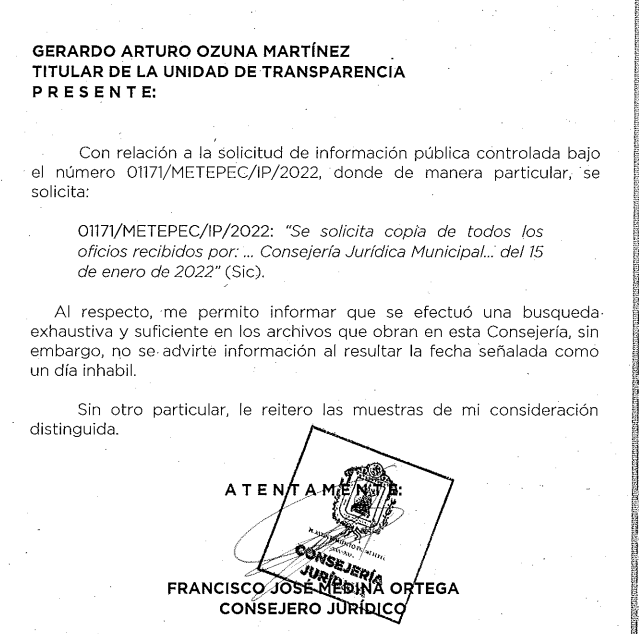 GERARDO ARTURO OZUNA MARTÍNEZ
TITULAR DE LA UNIDAD DE TRANSPARENCIA
P R E S E N T E:
Con relación a la solicitud de información pública controlada bajo
el número 01171/METEPEC/IP/2022, donde de manera particular, se
solicita:
01171/METEPEC/IP/2022: "Se solicita copia de todos los
oficios recibidos por: ... Consejería Jurídica Municipal... del 15
de enero de 2022" (Sic).
Al respecto, me permito informar que se efectuó una busqueda
exhaustiva y suficiente en los archivos que obran en esta Consejería, sin
embargo, no se advirte información al resultar la fecha señalada como
un día inhabil.
Sin otro particular, le reitero las muestras de mi consideración
distinguida.
A T E N T A M E N T E:
CONSEJERÍA
JURÍDICA
FRANCISCO JOSÉ MEDINA ORTEGA
CONSEJERO JURÍDICO